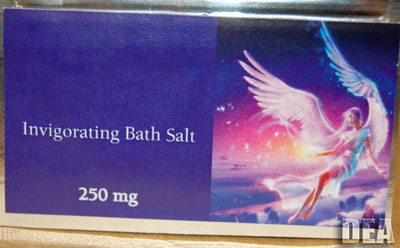 Invigorating Bath Salt
250 mg
DEA